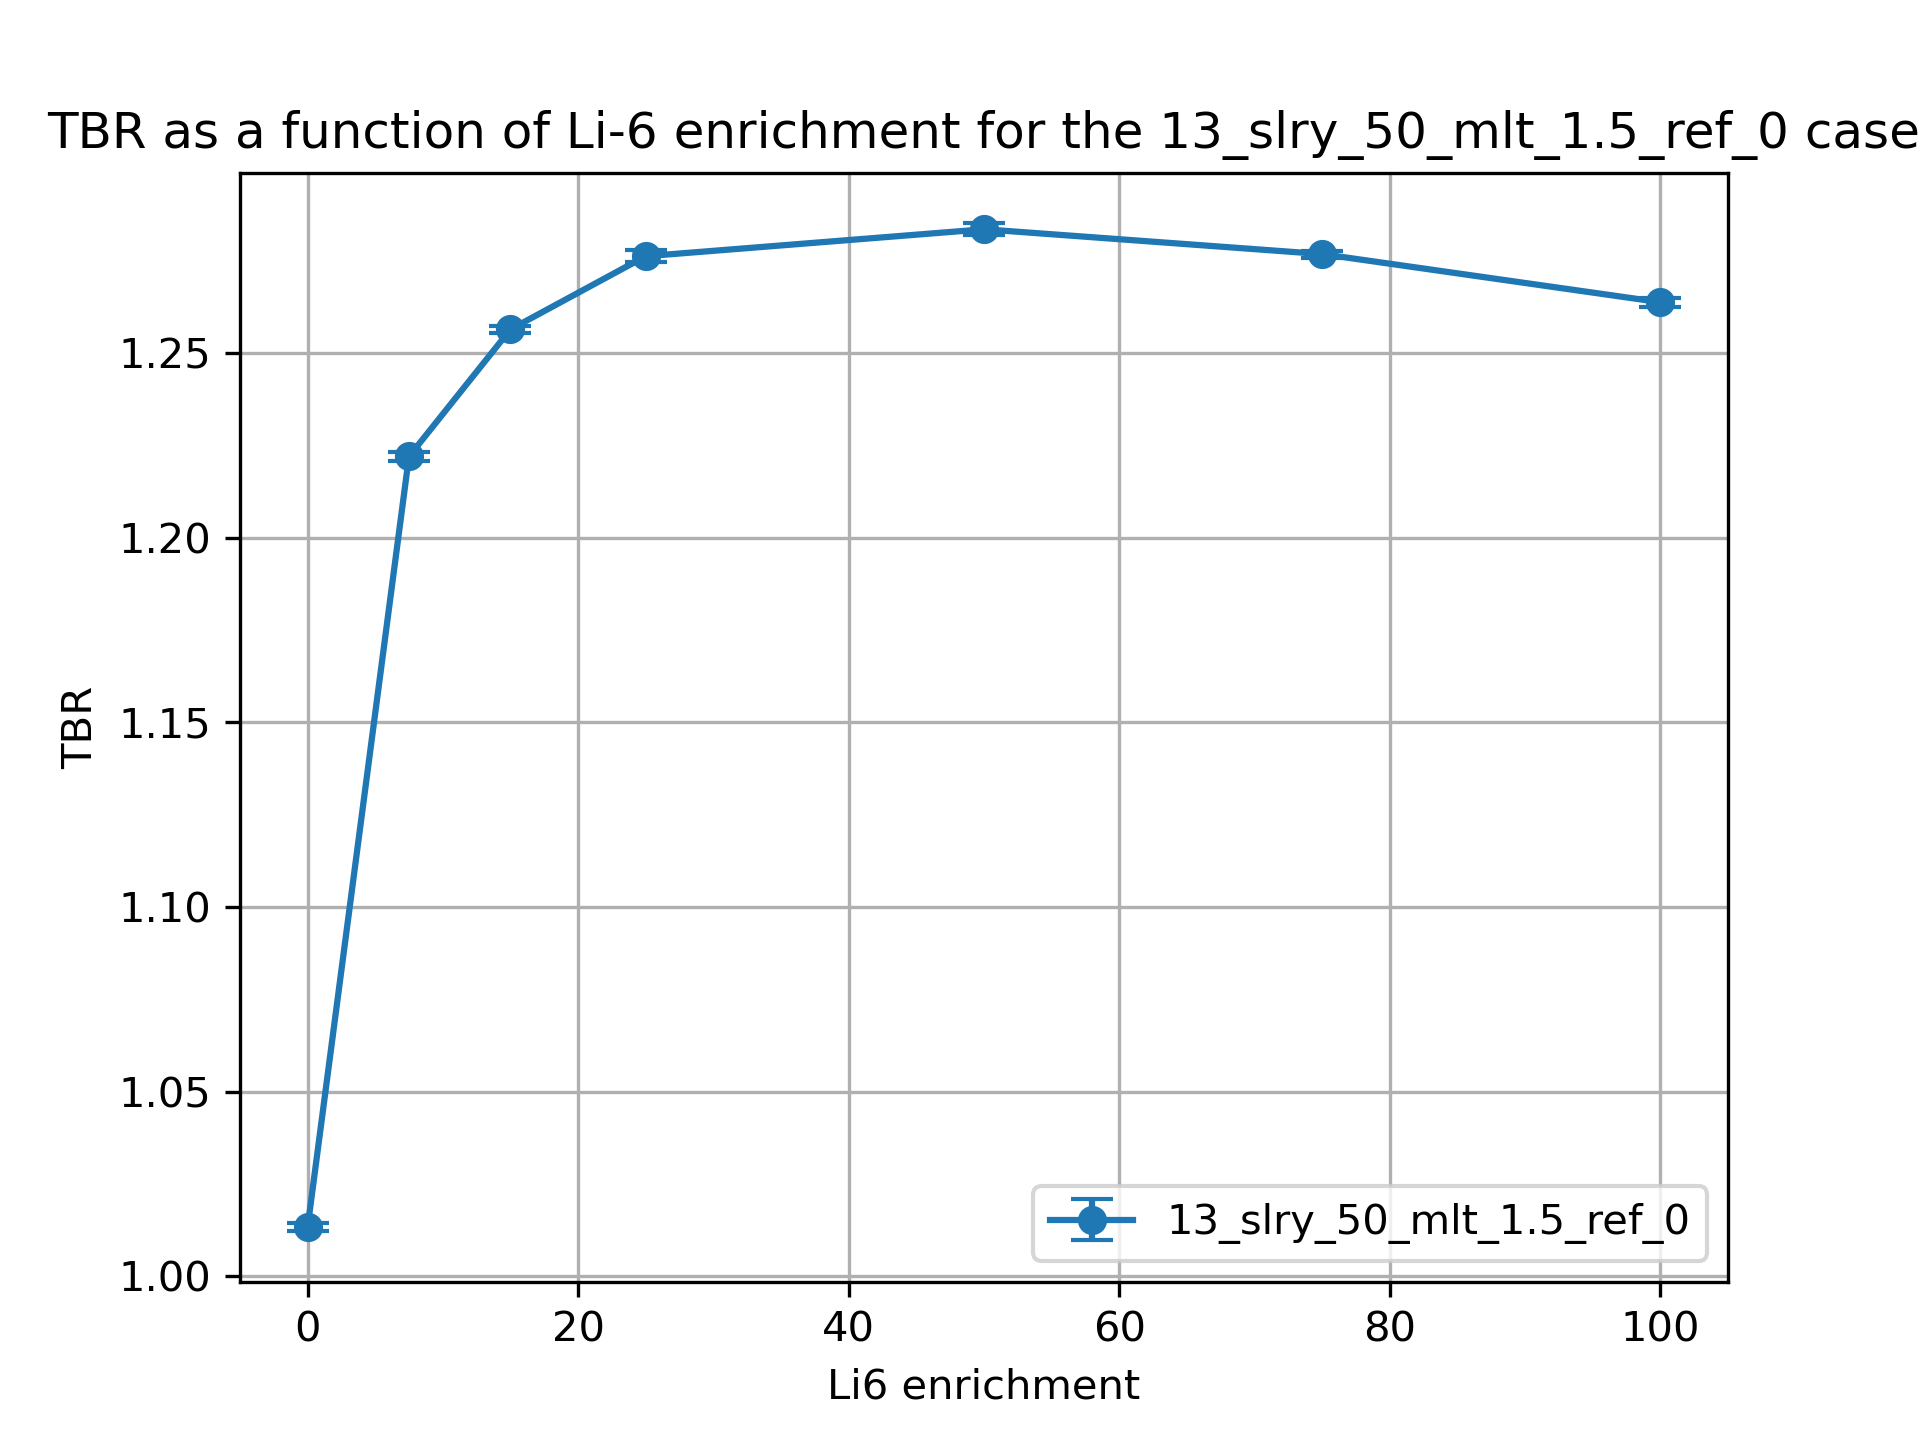 TBR as a function of Li-6 enrichment for the 13_slry_50_mlt_1.5_ref_0 case
TBR
1.25
1.20
1.15
1.10
1.05
1.00
13_slry_50_mlt_1.5_ref_0
0 20 40 60 80 100
Li6 enrichment